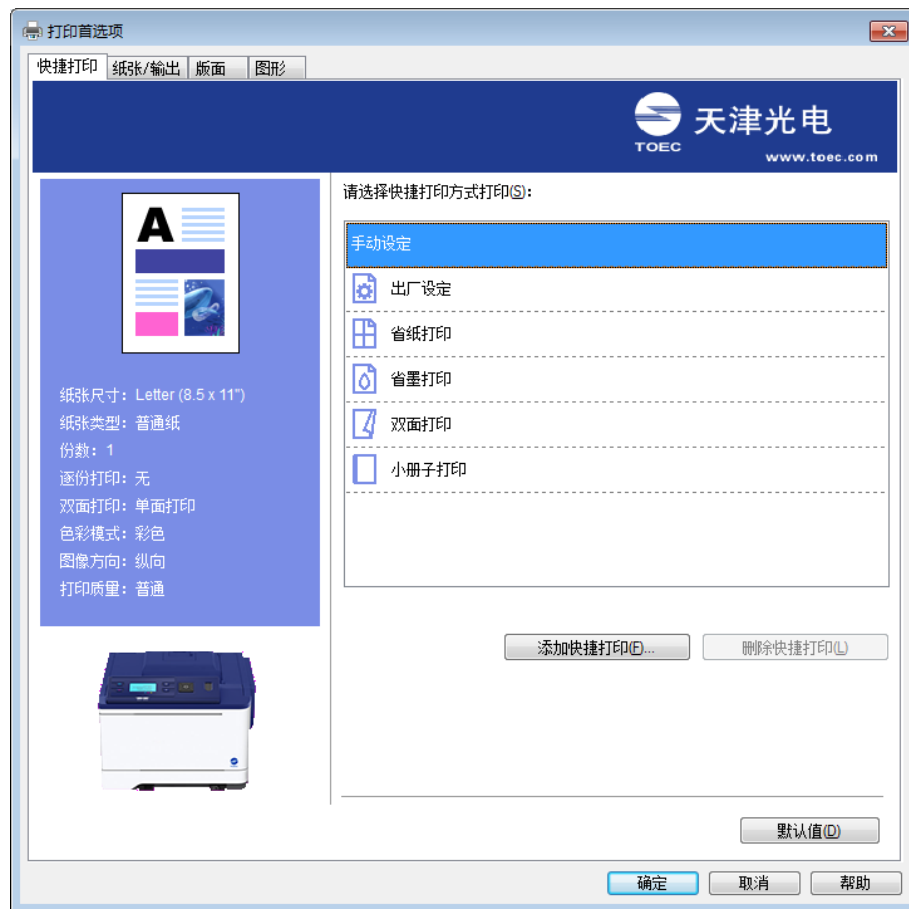 打印首选项
快捷打印 纸张/输出 版面 图形
天津光电
TOEC
www.toec.com
请选择快捷打印方式打印(S):
手动设定
出厂设定
省纸打印
省墨打印
双面打印
小册子打印
A
纸张尺寸: Letter (8.5 x 11")
纸张类型: 普通纸
份数: 1
逐份打印: 无
双面打印: 单面打印
色彩模式: 彩色
图像方向: 纵向
打印质量: 普通
添加快捷打印(F)... 删除快捷打印(L)
默认值(D)
确定 取消 帮助